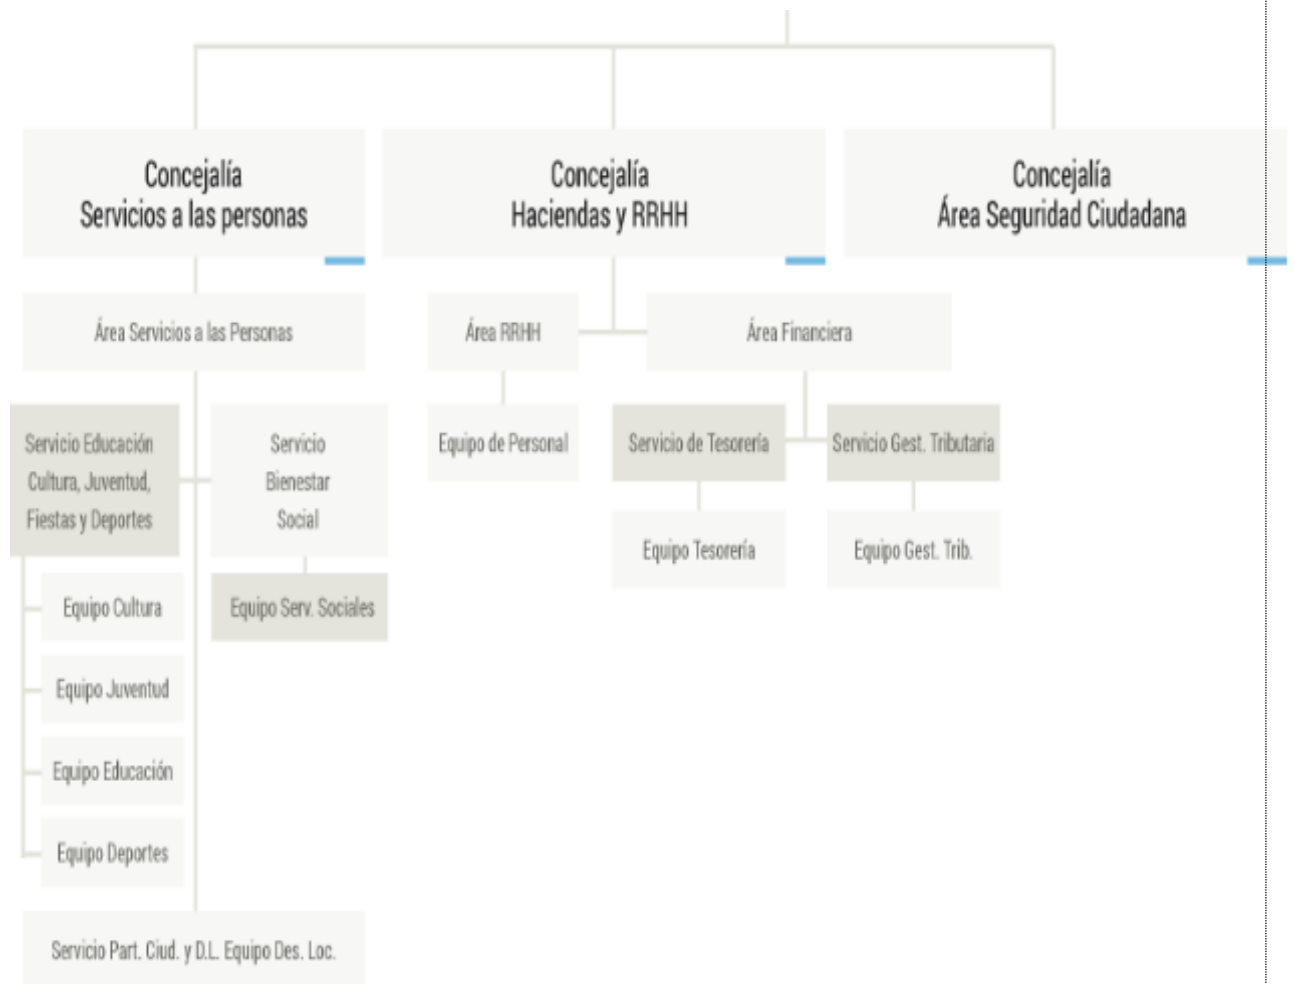 Concejalía
Servicios a las personas
Concejalía
Haciendas y RRHH
Concejalía
Área Seguridad Ciudadana
Área Servicios a las Personas
Área RRHH
Área Financiera
Servicio Educación
Cultura, Juventud,
Fiestas y Deportes
Servicio
Bienestar
Social
Equipo de Personal
Servicio de Tesorería
Servicio Gest. Tributaria
Equipo Tesorería
Equipo Gest. Trib.
Equipo Cultura
Equipo Serv. Sociales
Equipo Juventud
Equipo Educación
Equipo Deportes
Servicio Part. Ciud. y D.L. Equipo Des. Loc.